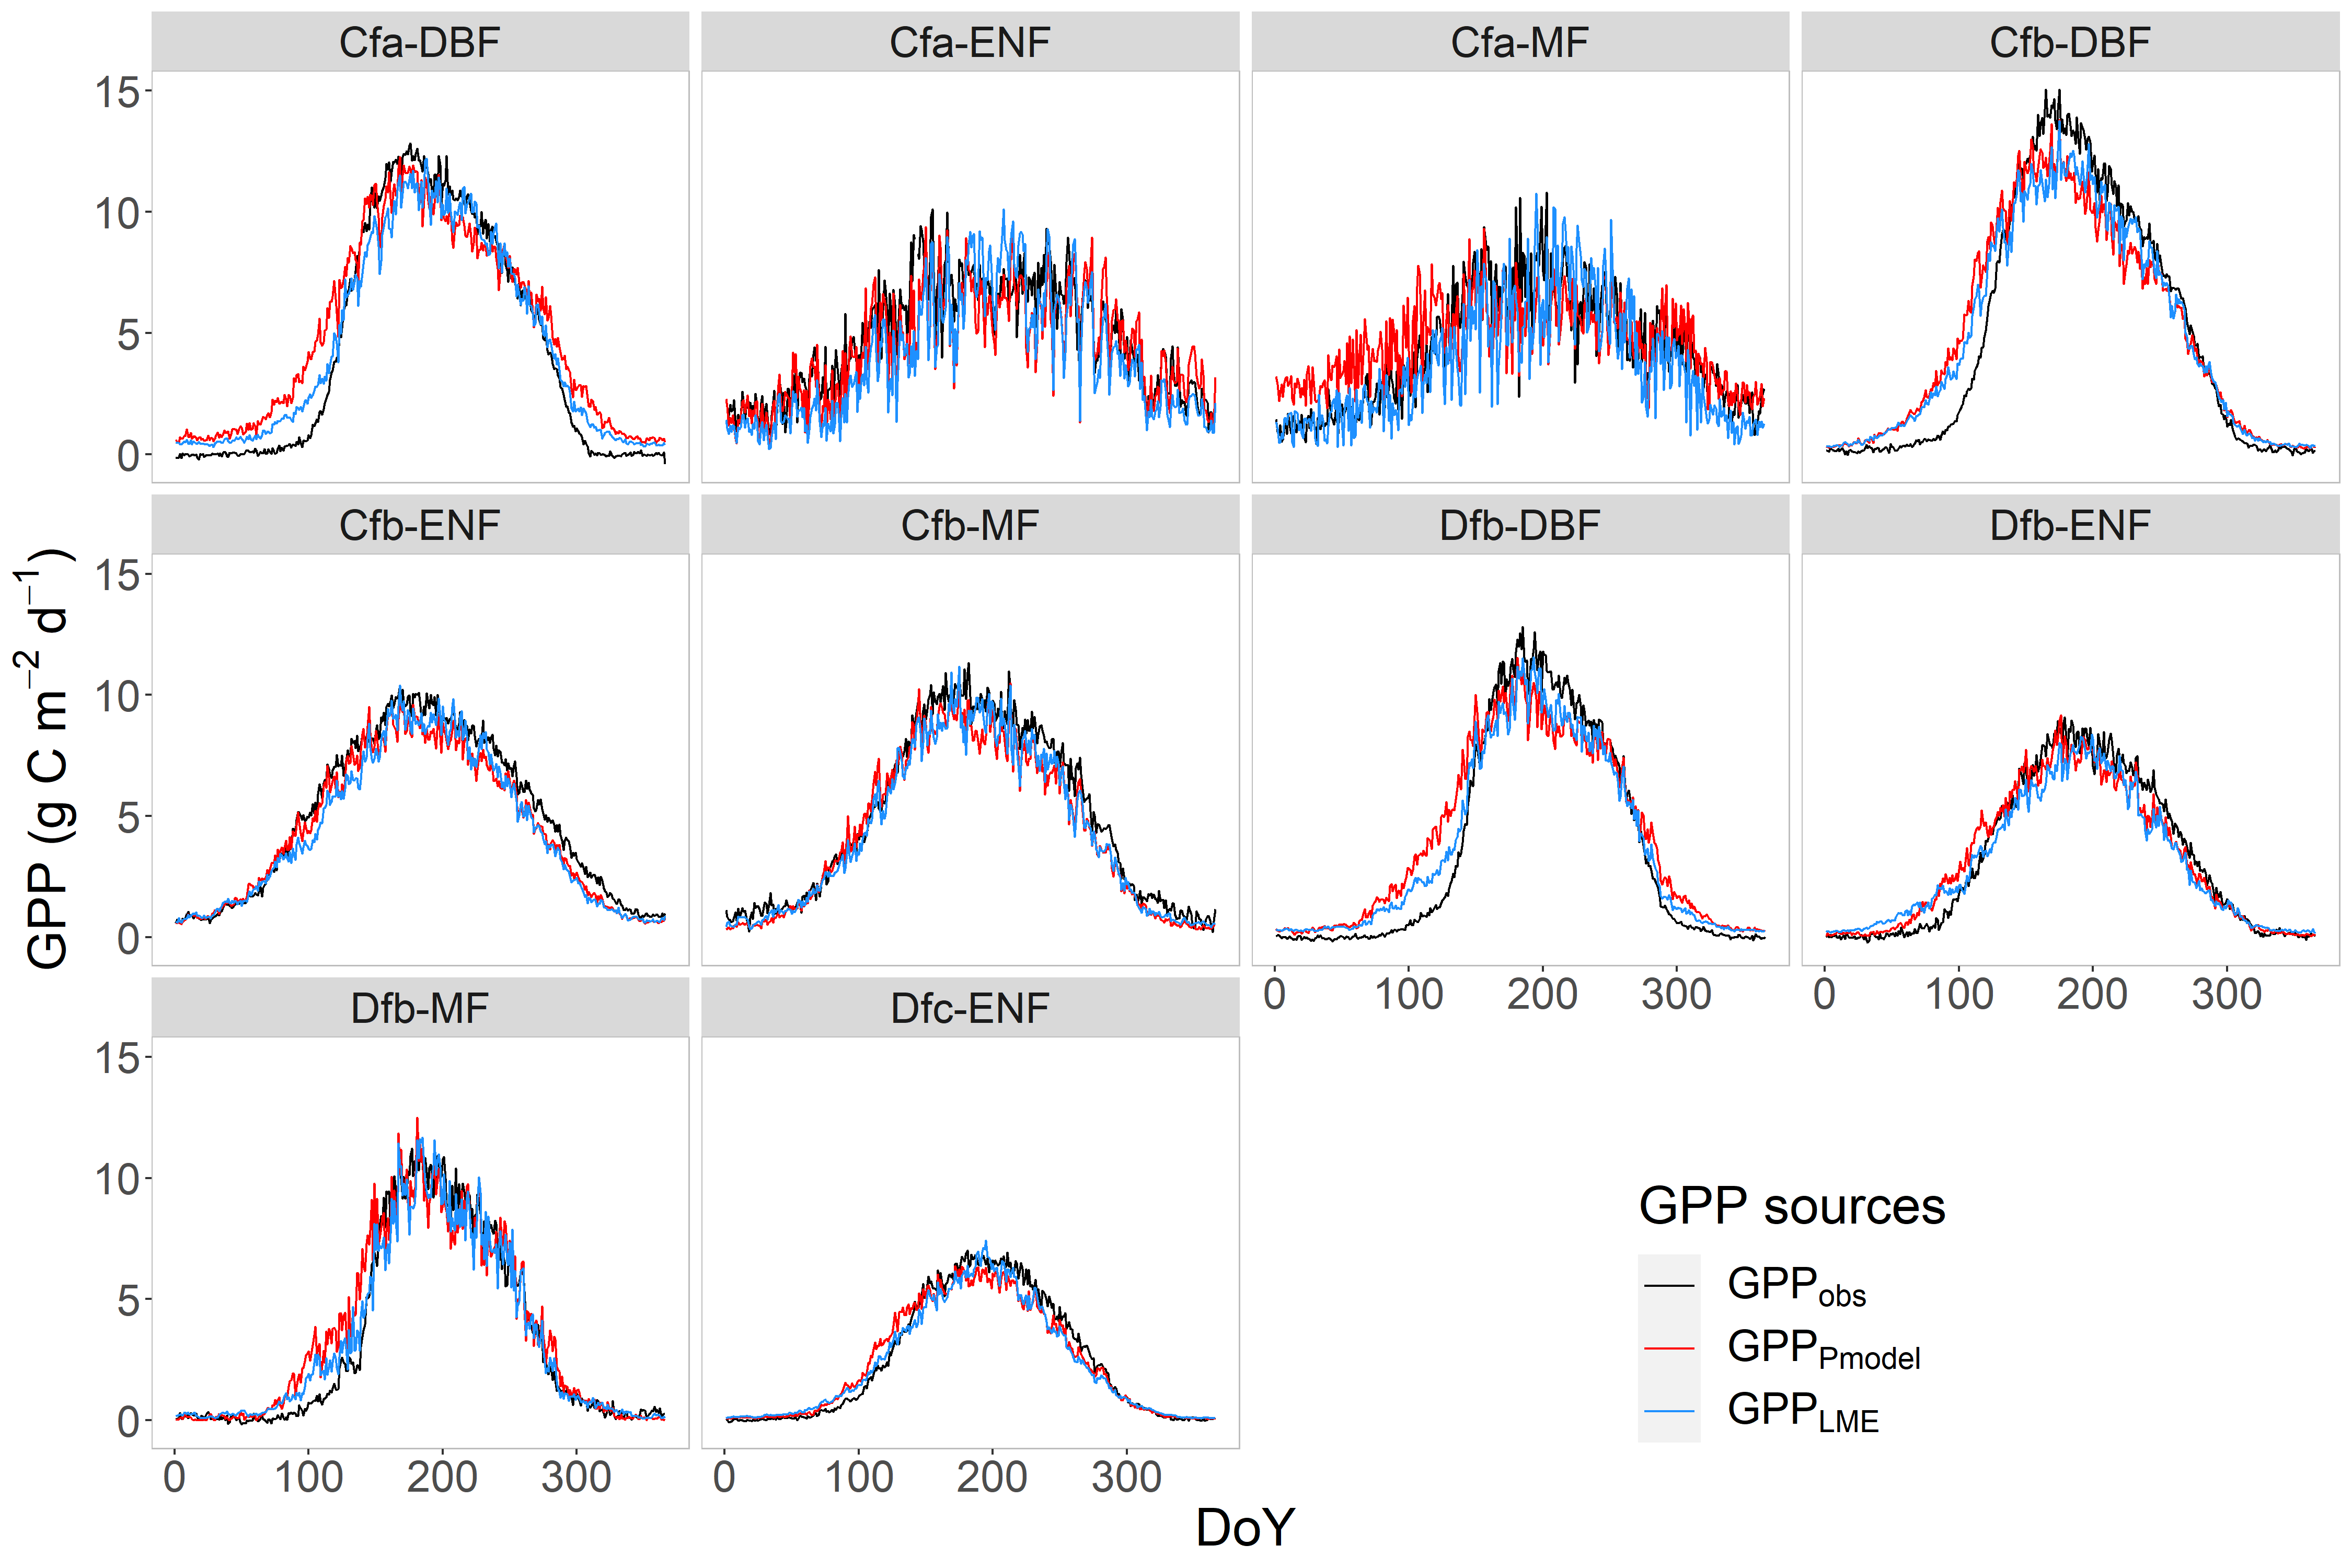 Cfa-DBF Cfa-ENF Cfa-MF Cfb-DBF
15
10
5
0
Cfb-ENF Cfb-MF Dfb-DBF Dfb-ENF
15
10
5
0
0 100 200 300 0 100 200 300
Dfb-MF Dfc-ENF
15
10
5
0
0 100 200 300 0 100 200 300
GPP (g C m⁻² d⁻¹)
DoY
GPP sources
GPPobs
GPPPmodel
GPPLME